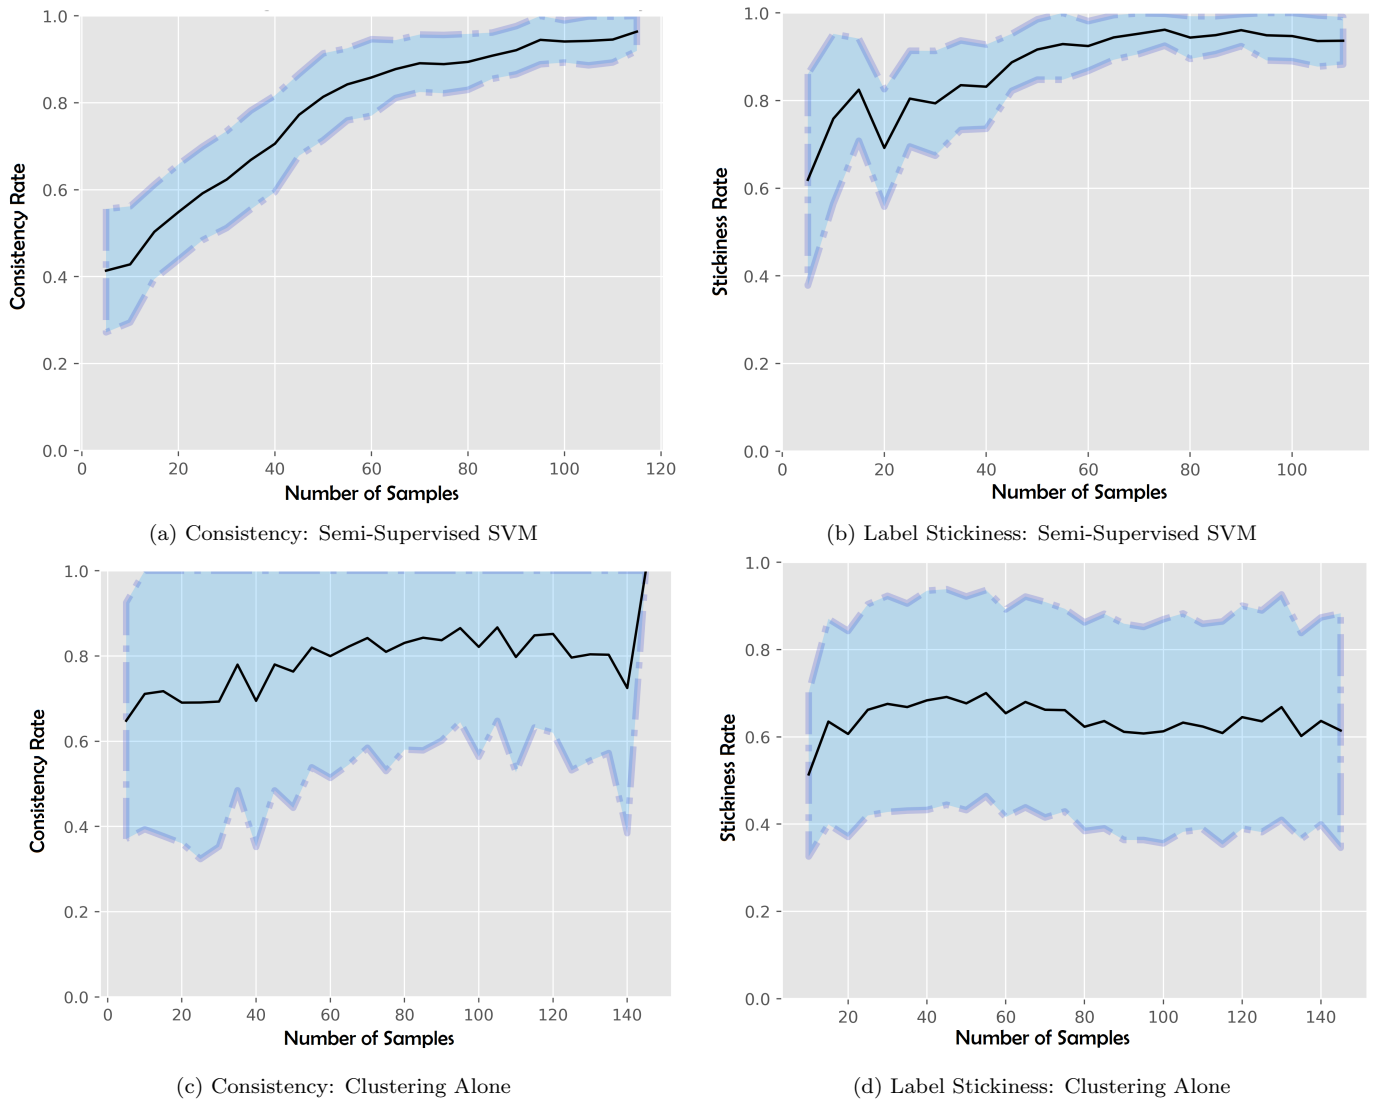 1.0
0.8
0.6
0.4
0.2
0.0
Consistency Rate
0 20 40 60 80 100 120
Number of Samples
(a) Consistency: Semi-Supervised SVM
1.0
0.8
0.6
0.4
0.2
0.0
Stickiness Rate
0 20 40 60 80 100
Number of Samples
(b) Label Stickiness: Semi-Supervised SVM
1.0
0.8
0.6
0.4
0.2
0.0
Consistency Rate
0 20 40 60 80 100 120 140
Number of Samples
(c) Consistency: Clustering Alone
1.0
0.8
0.6
0.4
0.2
0.0
Stickiness Rate
20 40 60 80 100 120 140
Number of Samples
(d) Label Stickiness: Clustering Alone